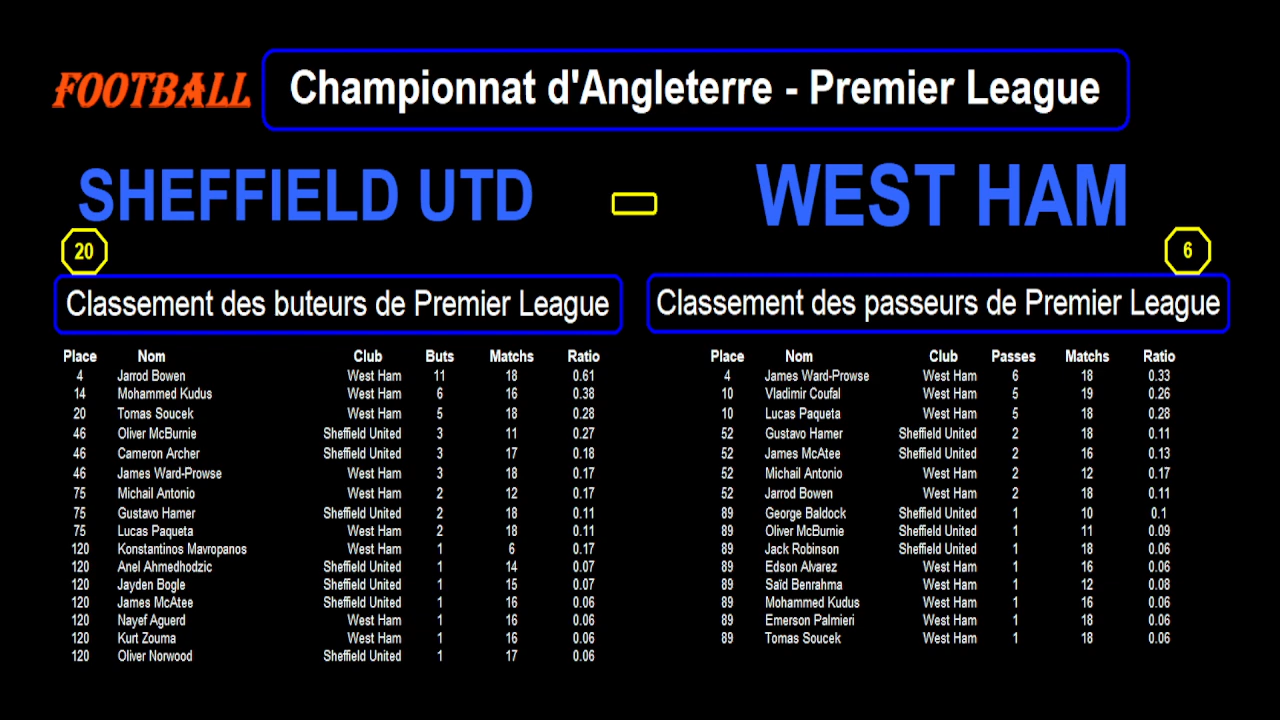 FOOTBALL Championnat d'Angleterre - Premier League
SHEFFIELD UTD - WEST HAM
20 6
Classement des buteurs de Premier League
Place Nom Club Buts Matchs Ratio
4 Jarrod Bowen West Ham 11 18 0.61
14 Mohammed Kudus West Ham 6 16 0.38
20 Tomas Soucek West Ham 5 18 0.28
46 Oliver McBurnie Sheffield United 3 11 0.27
46 Cameron Archer Sheffield United 3 17 0.18
46 James Ward-Prowse West Ham 3 18 0.17
75 Michail Antonio West Ham 2 12 0.17
75 Gustavo Hamer Sheffield United 2 18 0.11
75 Lucas Paqueta West Ham 2 18 0.11
120 Konstantinos Mavropanos West Ham 1 6 0.17
120 Anel Ahmedhodzic Sheffield United 1 14 0.07
120 Jayden Bogle Sheffield United 1 15 0.07
120 James McAtee Sheffield United 1 16 0.06
120 Nayef Aguerd West Ham 1 16 0.06
120 Kurt Zouma West Ham 1 16 0.06
120 Oliver Norwood Sheffield United 1 17 0.06
Classement des passeurs de Premier League
Place Nom Club Passes Matchs Ratio
4 James Ward-Prowse West Ham 6 18 0.33
10 Vladimir Coufal West Ham 5 19 0.26
10 Lucas Paqueta West Ham 5 18 0.28
52 Gustavo Hamer Sheffield United 2 18 0.11
52 James McAtee Sheffield United 2 16 0.13
52 Michail Antonio West Ham 2 12 0.17
52 Jarrod Bowen West Ham 2 18 0.11
89 George Baldock Sheffield United 1 10 0.1
89 Oliver McBurnie Sheffield United 1 11 0.09
89 Jack Robinson Sheffield United 1 18 0.06
89 Edson Alvarez West Ham 1 16 0.06
89 Saïd Benrahma West Ham 1 12 0.08
89 Mohammed Kudus West Ham 1 16 0.06
89 Emerson Palmieri West Ham 1 18 0.06
89 Tomas Soucek West Ham 1 18 0.06